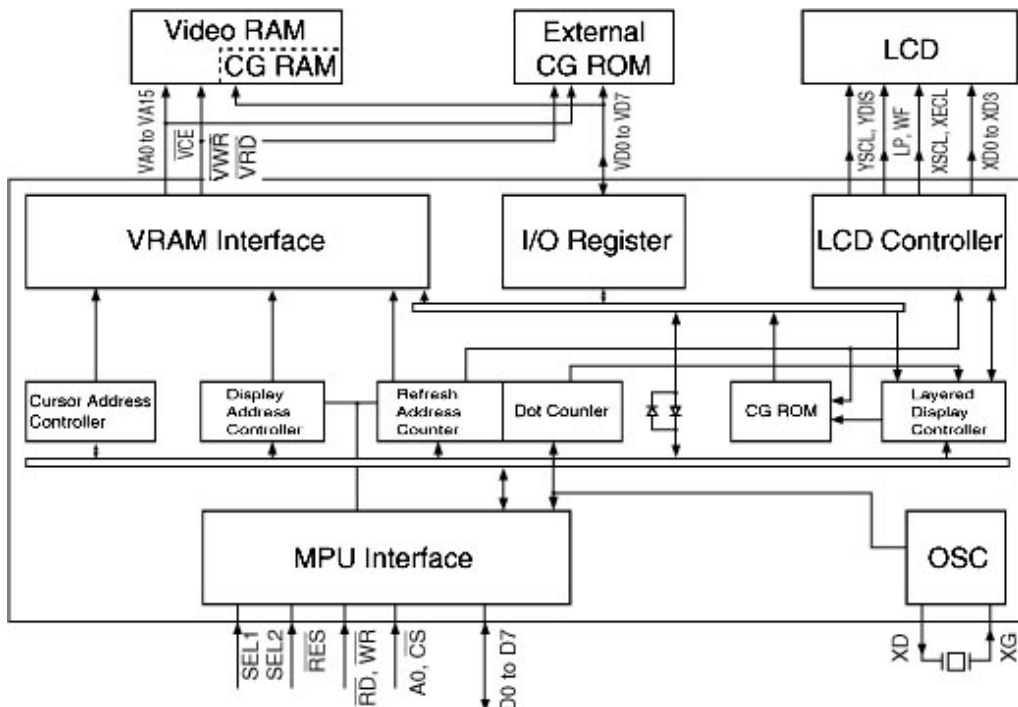 Video RAM
CG RAM
External
CG ROM
LCD
VA0 to VA15
VCE
VWR
VRD
VD0 to VD7
YSCL, YDIS
LP, WF
XSCL, XECL
XD0 to XD3
VRAM Interface
I/O Register
LCD Controller
Cursor Address
Controller
Display
Address
Controller
Refresh
Address
Counter
Dot Counter
CG ROM
Layered
Display
Controller
MPU Interface
OSC
SEL1
SEL2
RES
RD, WR
A0, CS
D0 to D7
XD
XG